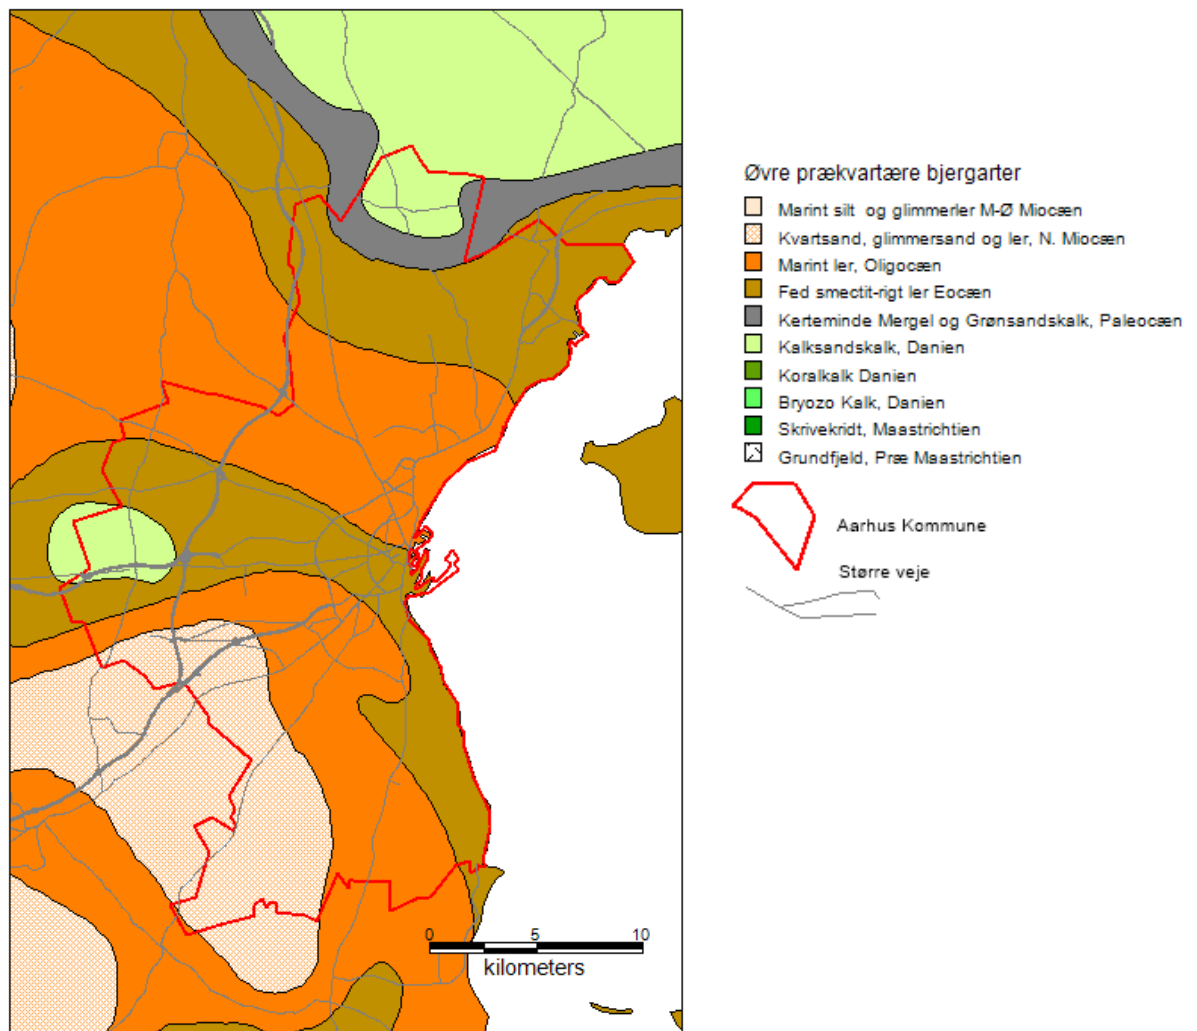 Øvre prækvartære bjergarter
Marint silt og glimmerler M-Ø Miocæn
Kvartsand, glimmersand og ler, N. Miocæn
Marint ler, Oligocæn
Fed smectit-rigt ler Eocæn
Kerteminde Mergel og Grønsandskalk, Paleocæn
Kalksandskalk, Danien
Koralkalk Danien
Bryozo Kalk, Danien
Skrivekridt, Maastrichtien
Grundfjeld, Præ Maastrichtien
Aarhus Kommune
Større veje
0 5 10
kilometers